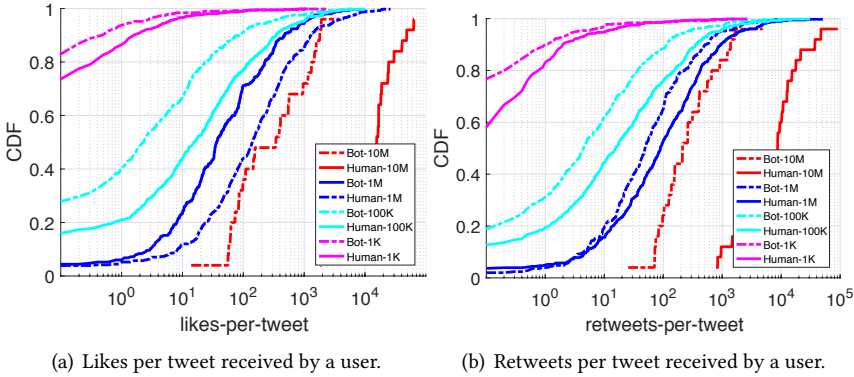 1
0.8
0.6
0.4
0.2
0
CDF
10^0
10^1
10^2
10^3
10^4
likes-per-tweet
Bot-10M
Human-10M
Bot-1M
Human-1M
Bot-100K
Human-100K
Bot-1K
Human-1K
(a) Likes per tweet received by a user.
1
0.8
0.6
0.4
0.2
0
CDF
10^0
10^1
10^2
10^3
10^4
10^5
retweets-per-tweet
Bot-10M
Human-10M
Bot-1M
Human-1M
Bot-100K
Human-100K
Bot-1K
Human-1K
(b) Retweets per tweet received by a user.